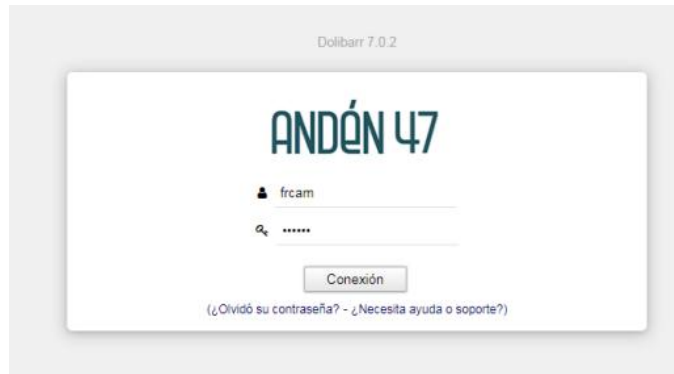 Dolibarr 7.0.2
ANDÉN 47
frcam
••••••
Conexión
(¿Olvidó su contraseña? - ¿Necesita ayuda o soporte?)